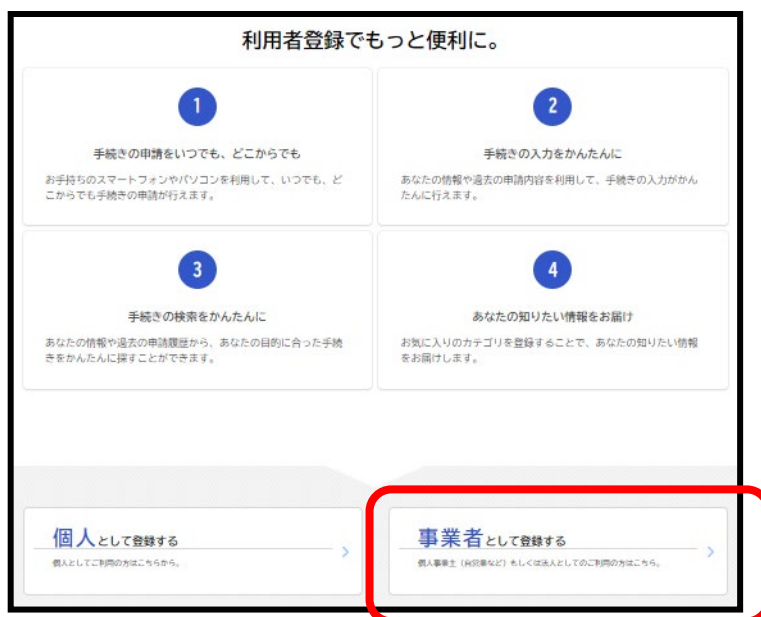 利用者登録でもっと便利に。
1
手続きの申請をいつでも、どこからでも
お手持ちのスマートフォンやパソコンを利用して、いつでも、ど
こからでも手続きの申請が行えます。
2
手続きの入力をかんたんに
あなたの情報や過去の申請内容を利用して、手続きの入力がかん
たんに行えます。
3
手続きの検索をかんたんに
あなたの情報や過去の申請履歴から、あなたの目的に合った手続
きをかんたんに探すことができます。
4
あなたの知りたい情報をお届け
お気に入りのカテゴリを登録することで、あなたの知りたい情報
をお届けします。
個人として登録する
個人としてご利用の方はこちらから。
事業者として登録する
個人事業主（自営業など）もしくは法人としてのご利用の方はこちら。